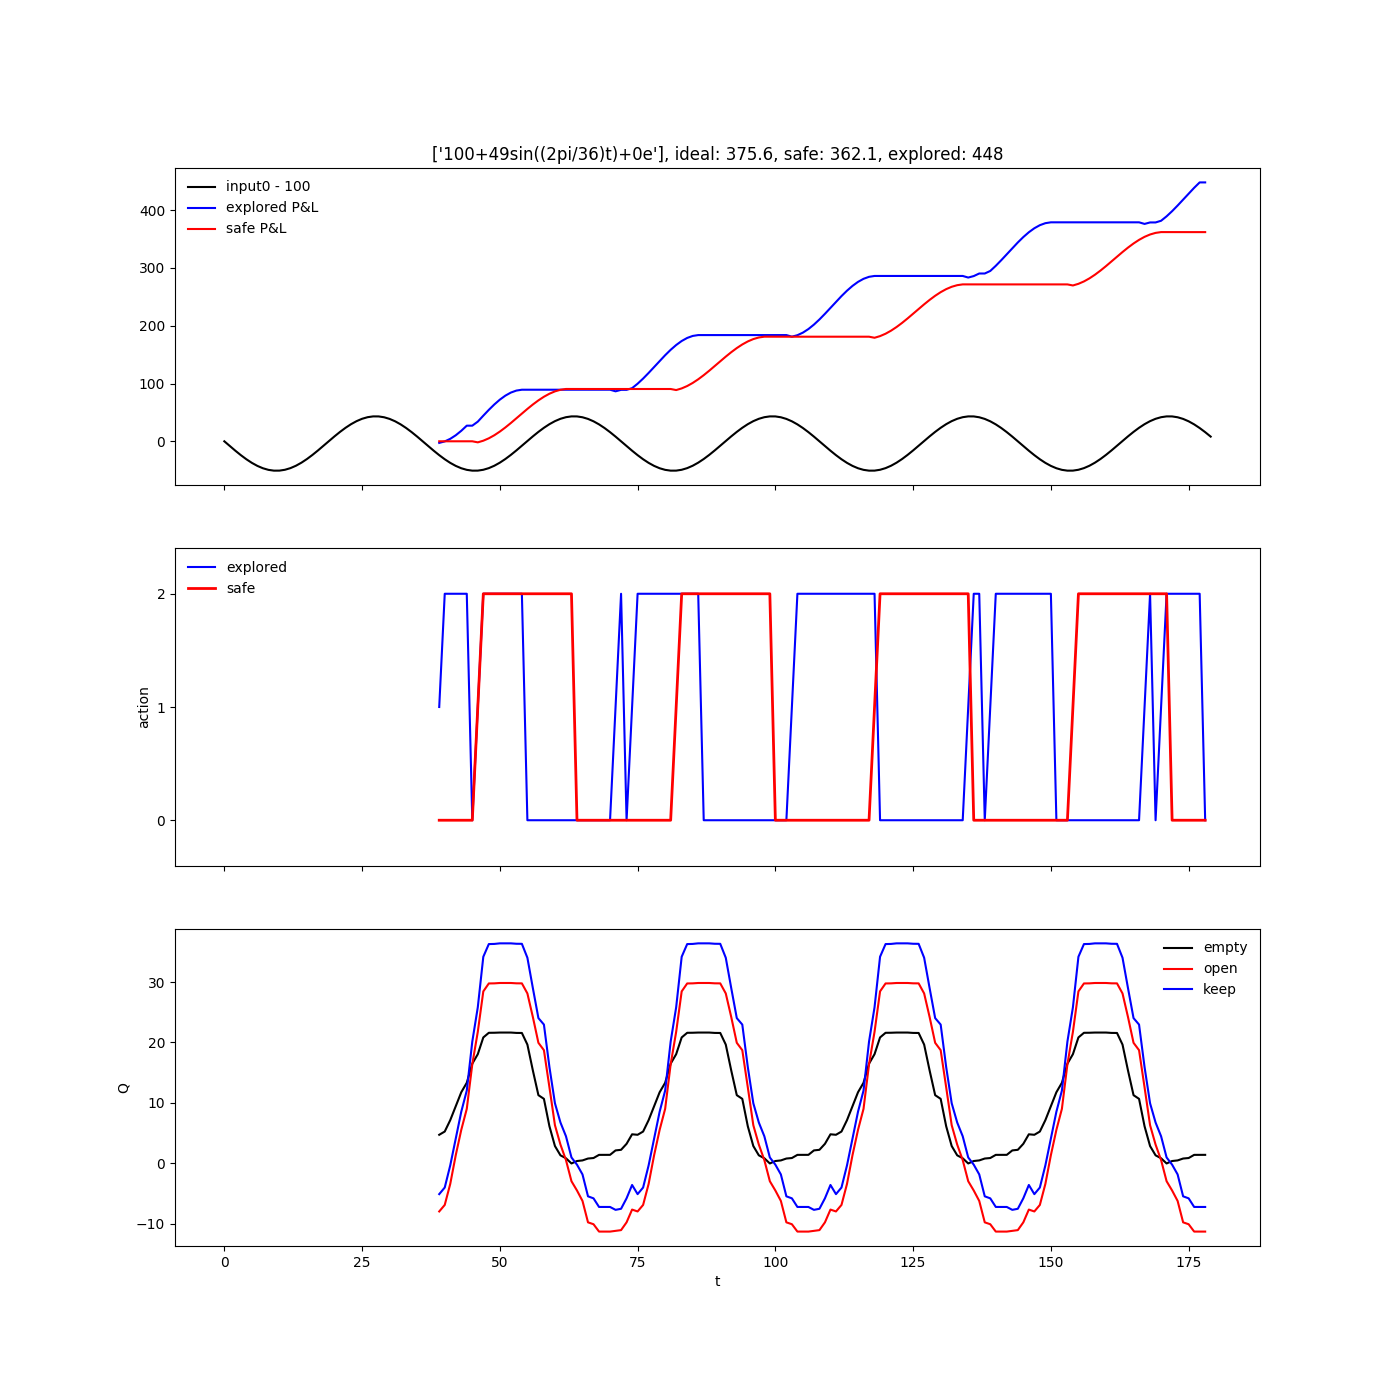 ['100+49sin((2pi/36)t)+0e'], ideal: 375.6, safe: 362.1, explored: 448
input0 - 100
explored P&L
safe P&L
400
300
200
100
0
explored
safe
2
1
0
action
empty
open
keep
30
20
10
0
−10
Q
0 25 50 75 100 125 150 175
t